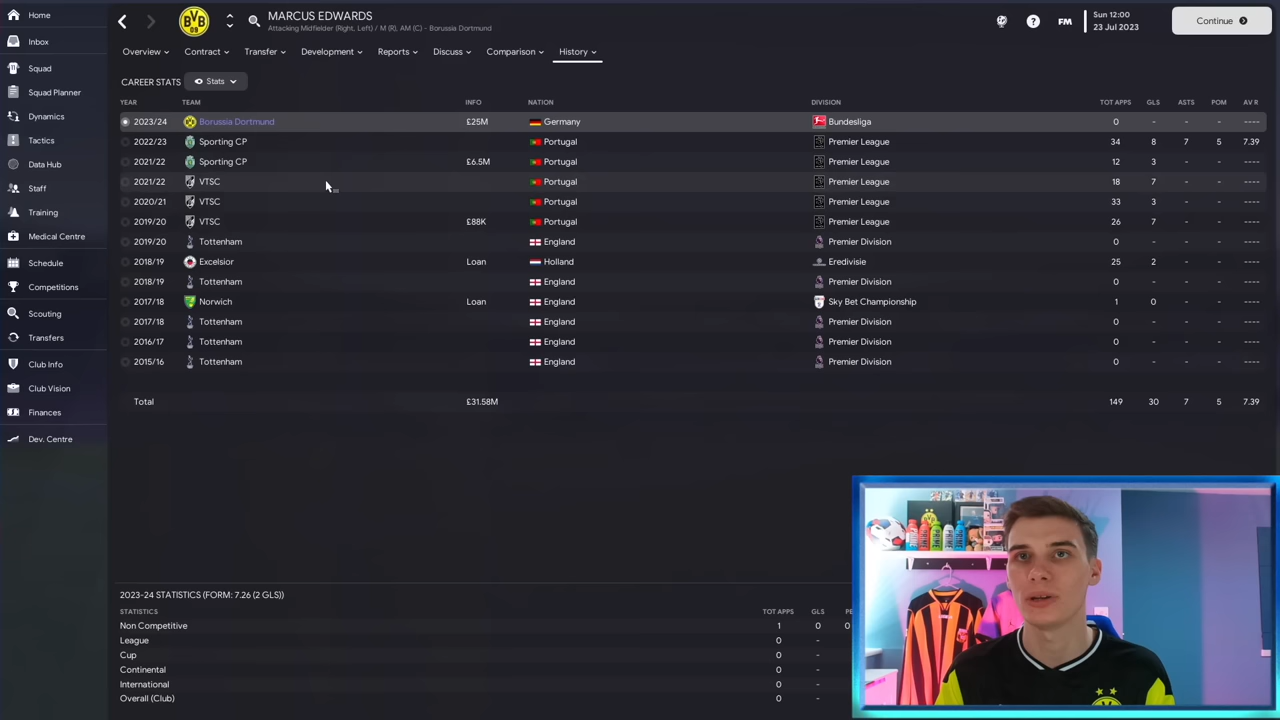 MARCUS EDWARDS
Attacking Midfielder (Right, Left) / M (R), AM (C) - Borussia Dortmund
FM
Sun 12:00
23 Jul 2023
Continue
Home
Inbox
Squad
Squad Planner
Dynamics
Tactics
Data Hub
Staff
Training
Medical Centre
Schedule
Competitions
Scouting
Transfers
Club Info
Club Vision
Finances
Dev. Centre
Overview Contract Transfer Development Reports Discuss Comparison History
CAREER STATS Stats
YEAR TEAM INFO NATION DIVISION TOT APPS GLS ASTS POM AV R
2023/24 Borussia Dortmund £25M Germany Bundesliga 0 - - - ----
2022/23 Sporting CP Portugal Premier League 34 8 7 5 7.39
2021/22 Sporting CP £6.5M Portugal Premier League 12 3 - - ----
2021/22 VTSC Portugal Premier League 18 7 - - ----
2020/21 VTSC Portugal Premier League 33 3 - - ----
2019/20 VTSC £88K Portugal Premier League 26 7 - - ----
2019/20 Tottenham England Premier Division 0 - - - ----
2018/19 Excelsior Loan Holland Eredivisie 25 2 - - ----
2018/19 Tottenham England Premier Division 0 - - - ----
2017/18 Norwich Loan England Sky Bet Championship 1 0 - - ----
2017/18 Tottenham England Premier Division 0 - - - ----
2016/17 Tottenham England Premier Division 0 - - - ----
2015/16 Tottenham England Premier Division 0 - - - ----
Total £31.58M 149 30 7 5 7.39
2023-24 STATISTICS (FORM: 7.26 (2 GLS))
STATISTICS TOT APPS GLS PE
Non Competitive 1 0 0
League 0 -
Cup 0 -
Continental 0 -
International 0 -
Overall (Club) 0 -